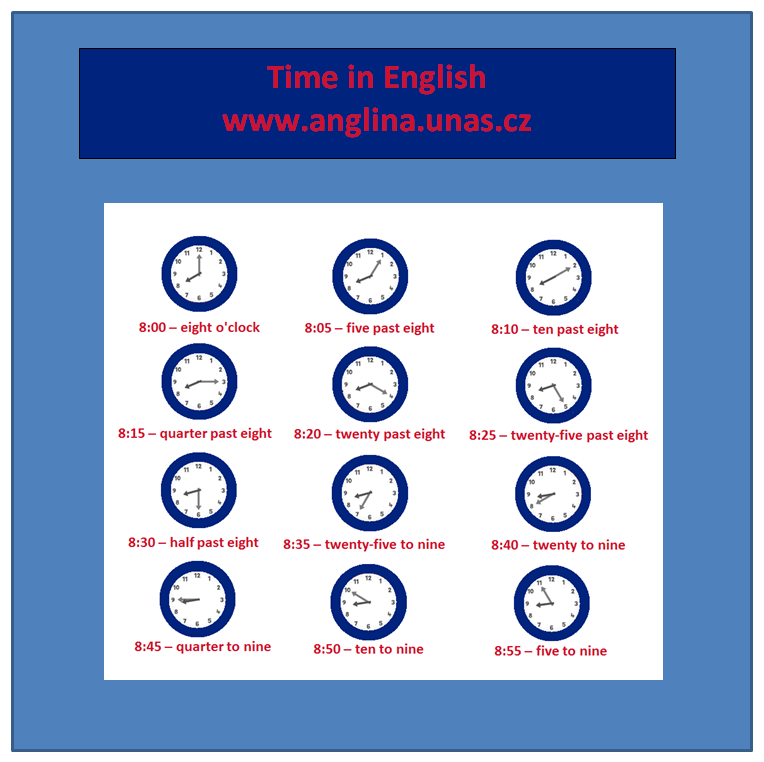 Time in English
www.anglina.unas.cz
8:00 – eight o'clock
8:05 – five past eight
8:10 – ten past eight
8:15 – quarter past eight
8:20 – twenty past eight
8:25 – twenty-five past eight
8:30 – half past eight
8:35 – twenty-five to nine
8:40 – twenty to nine
8:45 – quarter to nine
8:50 – ten to nine
8:55 – five to nine